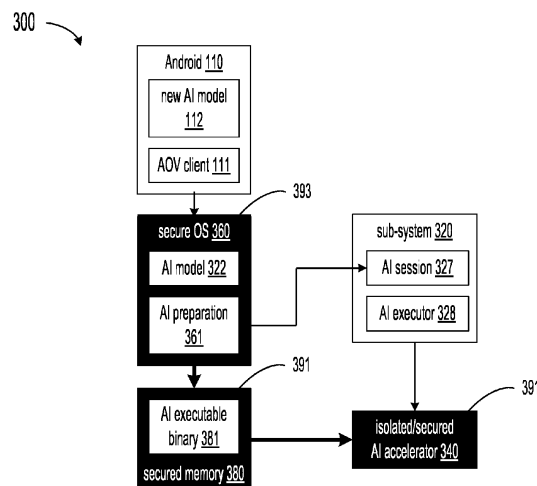 300
Android 110
new AI model
112
AOV client 111
393
secure OS 360
AI model 322
AI preparation
361
sub-system 320
AI session 327
AI executor 328
391
AI executable
binary 381
secured memory 380
391
isolated/secured
AI accelerator 340